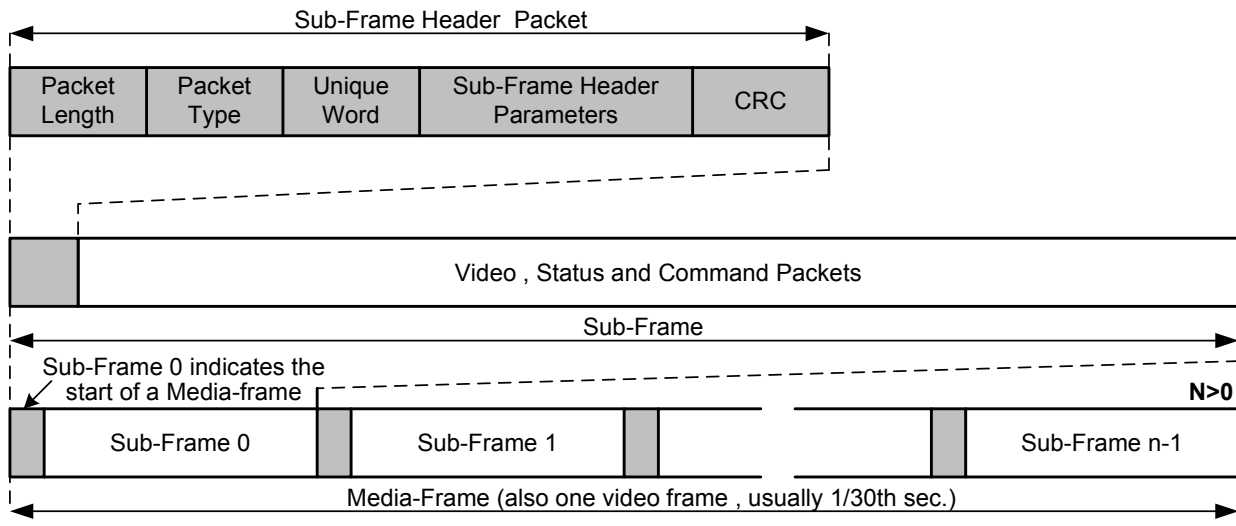 Sub-Frame Header Packet
Packet Length
Packet Type
Unique Word
Sub-Frame Header Parameters
CRC
Video , Status and Command Packets
Sub-Frame
Sub-Frame 0 indicates the
start of a Media-frame
N>0
Sub-Frame 0
Sub-Frame 1
Sub-Frame n-1
Media-Frame (also one video frame , usually 1/30th sec.)